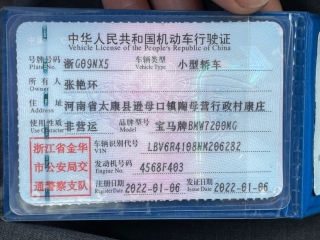 中华人民共和国机动车行驶证
Vehicle License of the People's Republic of China
号牌号码 浙G09NX5 车辆类型 小型轿车
Plate No. Vehicle Type
所有人 张艳环
Owner
住址 河南省太康县逊母口镇陶母营行政村康庄
Address
使用性质 非营运 品牌型号 宝马牌BMW7200MG
Use Character Model
浙江省金华
市公安局交
通警察支队
车辆识别代号 LBV6R4108NMK206282
VIN
发动机号码 4568F403
Engine No.
注册日期 2022-01-06 发证日期 2022-01-06
Register Date Issue Date